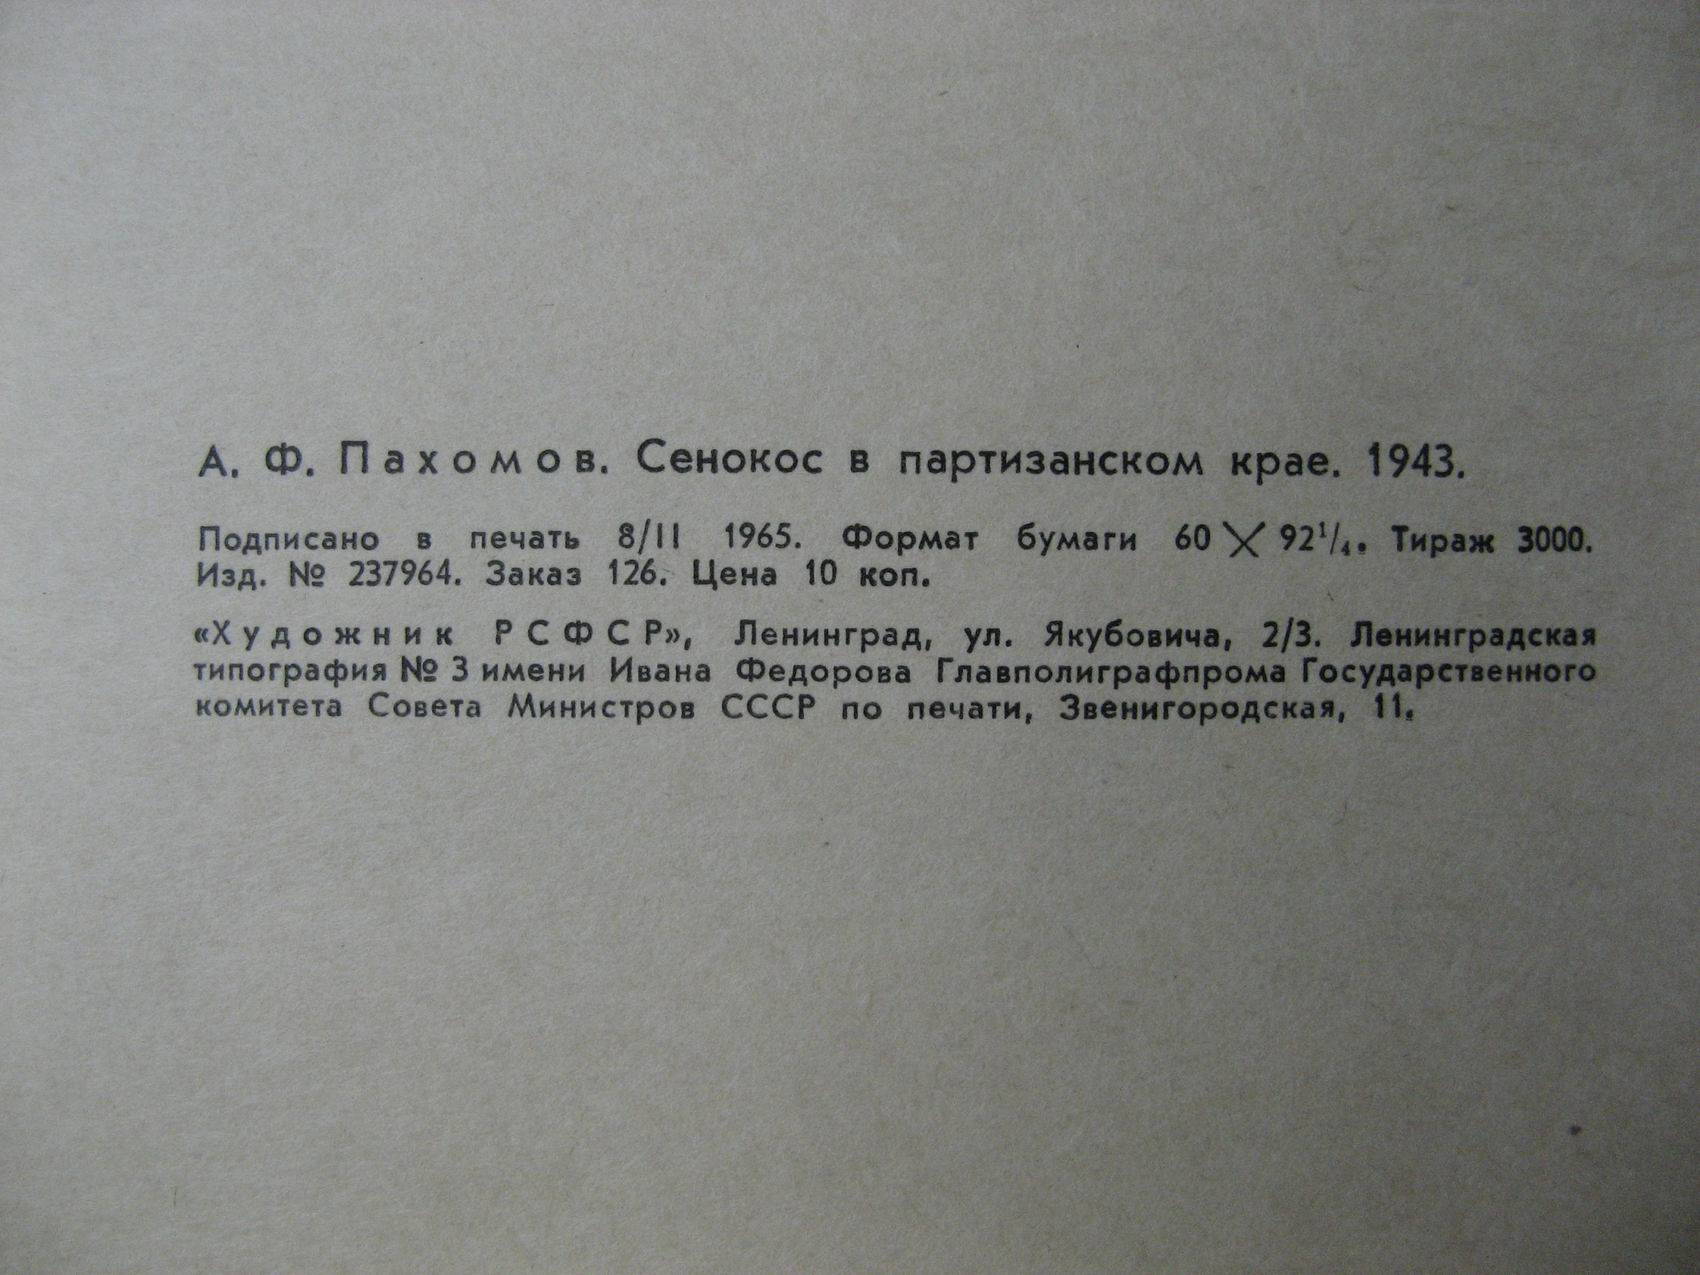 А. Ф. Пахомов. Сенокос в партизанском крае. 1943.
Подписано в печать 8/II 1965. Формат бумаги 60 × 92¹/₄. Тираж 3000.
Изд. № 237964. Заказ 126. Цена 10 коп.
«Художник РСФСР», Ленинград, ул. Якубовича, 2/3. Ленинградская
типография № 3 имени Ивана Федорова Главполиграфпрома Государственного
комитета Совета Министров СССР по печати, Звенигородская, 11.